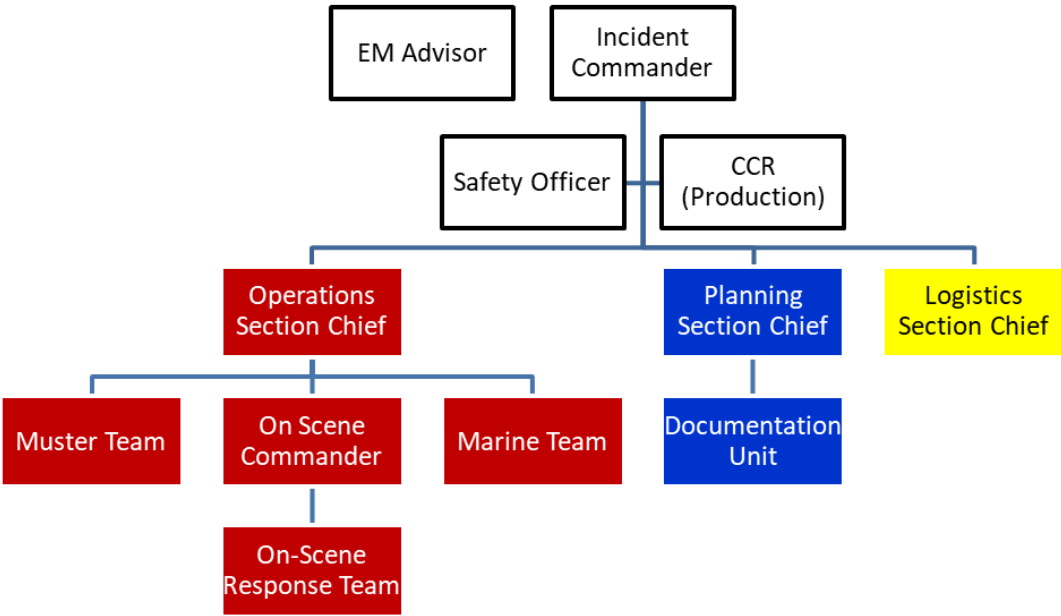 EM Advisor
Incident
Commander
Safety Officer
CCR
(Production)
Operations
Section Chief
Planning
Section Chief
Logistics
Section Chief
Muster Team
On Scene
Commander
Marine Team
Documentation
Unit
On-Scene
Response Team